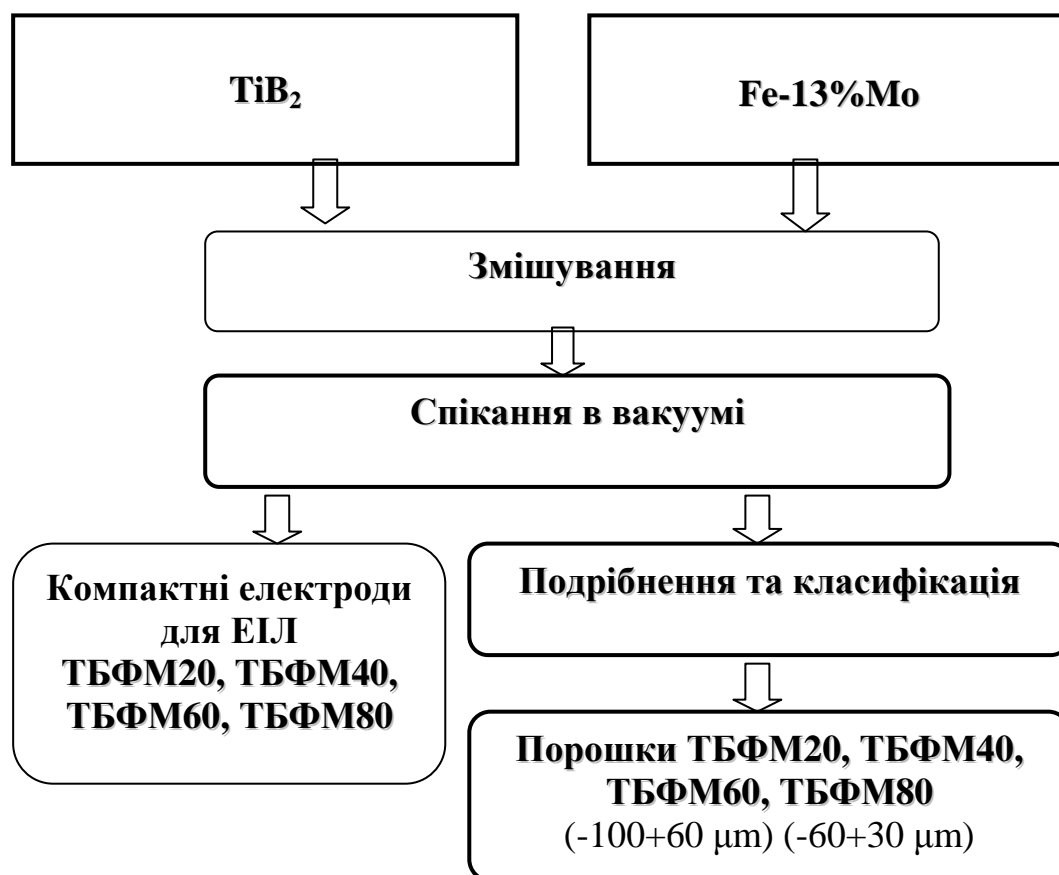 TiB₂
Fe-13%Mo
Змішування
Спікання в вакуумі
Компактні електроди
для ЕІЛ
ТБФМ20, ТБФМ40,
ТБФМ60, ТБФМ80
Подрібнення та класифікація
Порошки ТБФМ20, ТБФМ40,
ТБФМ60, ТБФМ80
(-100+60 μm) (-60+30 μm)